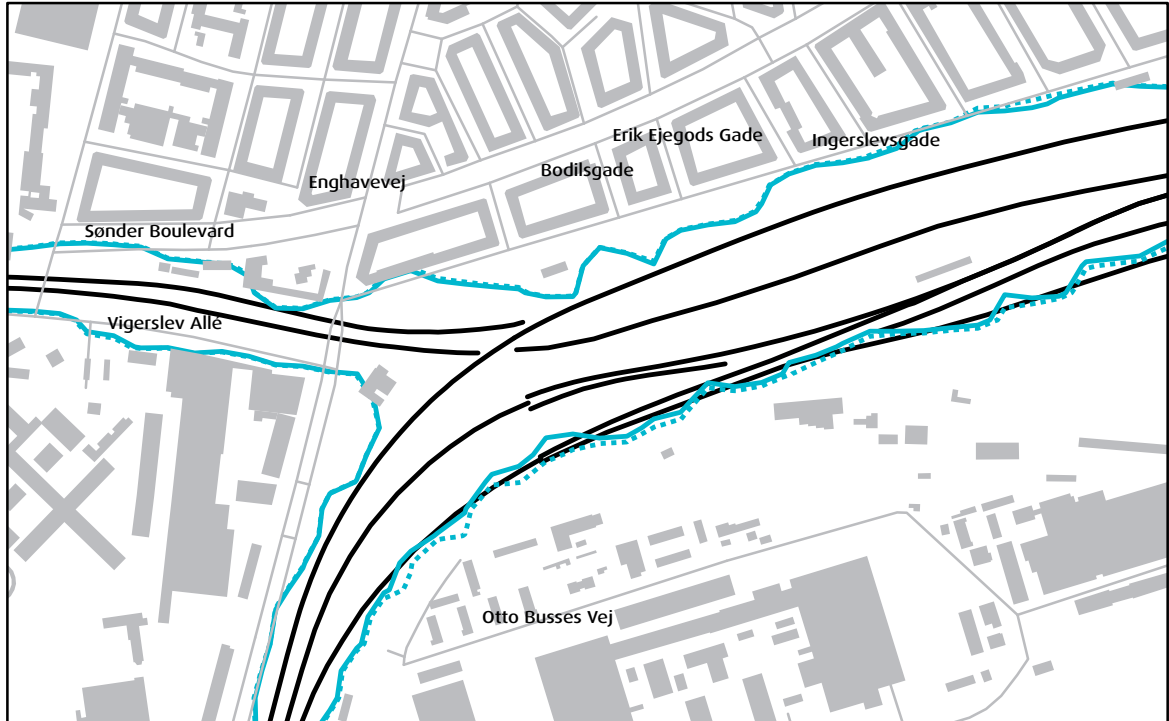 Erik Ejegods Gade
Ingerslevsgade
Bodilsgade
Enghavevej
Sønder Boulevard
Vigerslev Allé
Otto Busses Vej